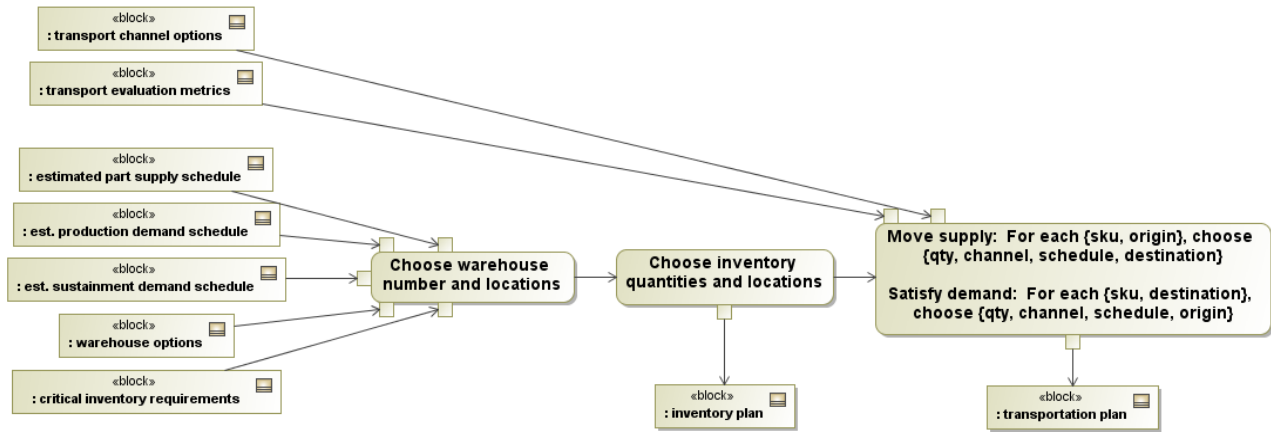 «block»
: transport channel options
«block»
: transport evaluation metrics
«block»
: estimated part supply schedule
«block»
: est. production demand schedule
«block»
: est. sustainment demand schedule
«block»
: warehouse options
«block»
: critical inventory requirements
Choose warehouse
number and locations
Choose inventory
quantities and locations
Move supply:  For each {sku, origin}, choose
{qty, channel, schedule, destination}
Satisfy demand:  For each {sku, destination},
choose {qty, channel, schedule, origin}
«block»
: inventory plan
«block»
: transportation plan